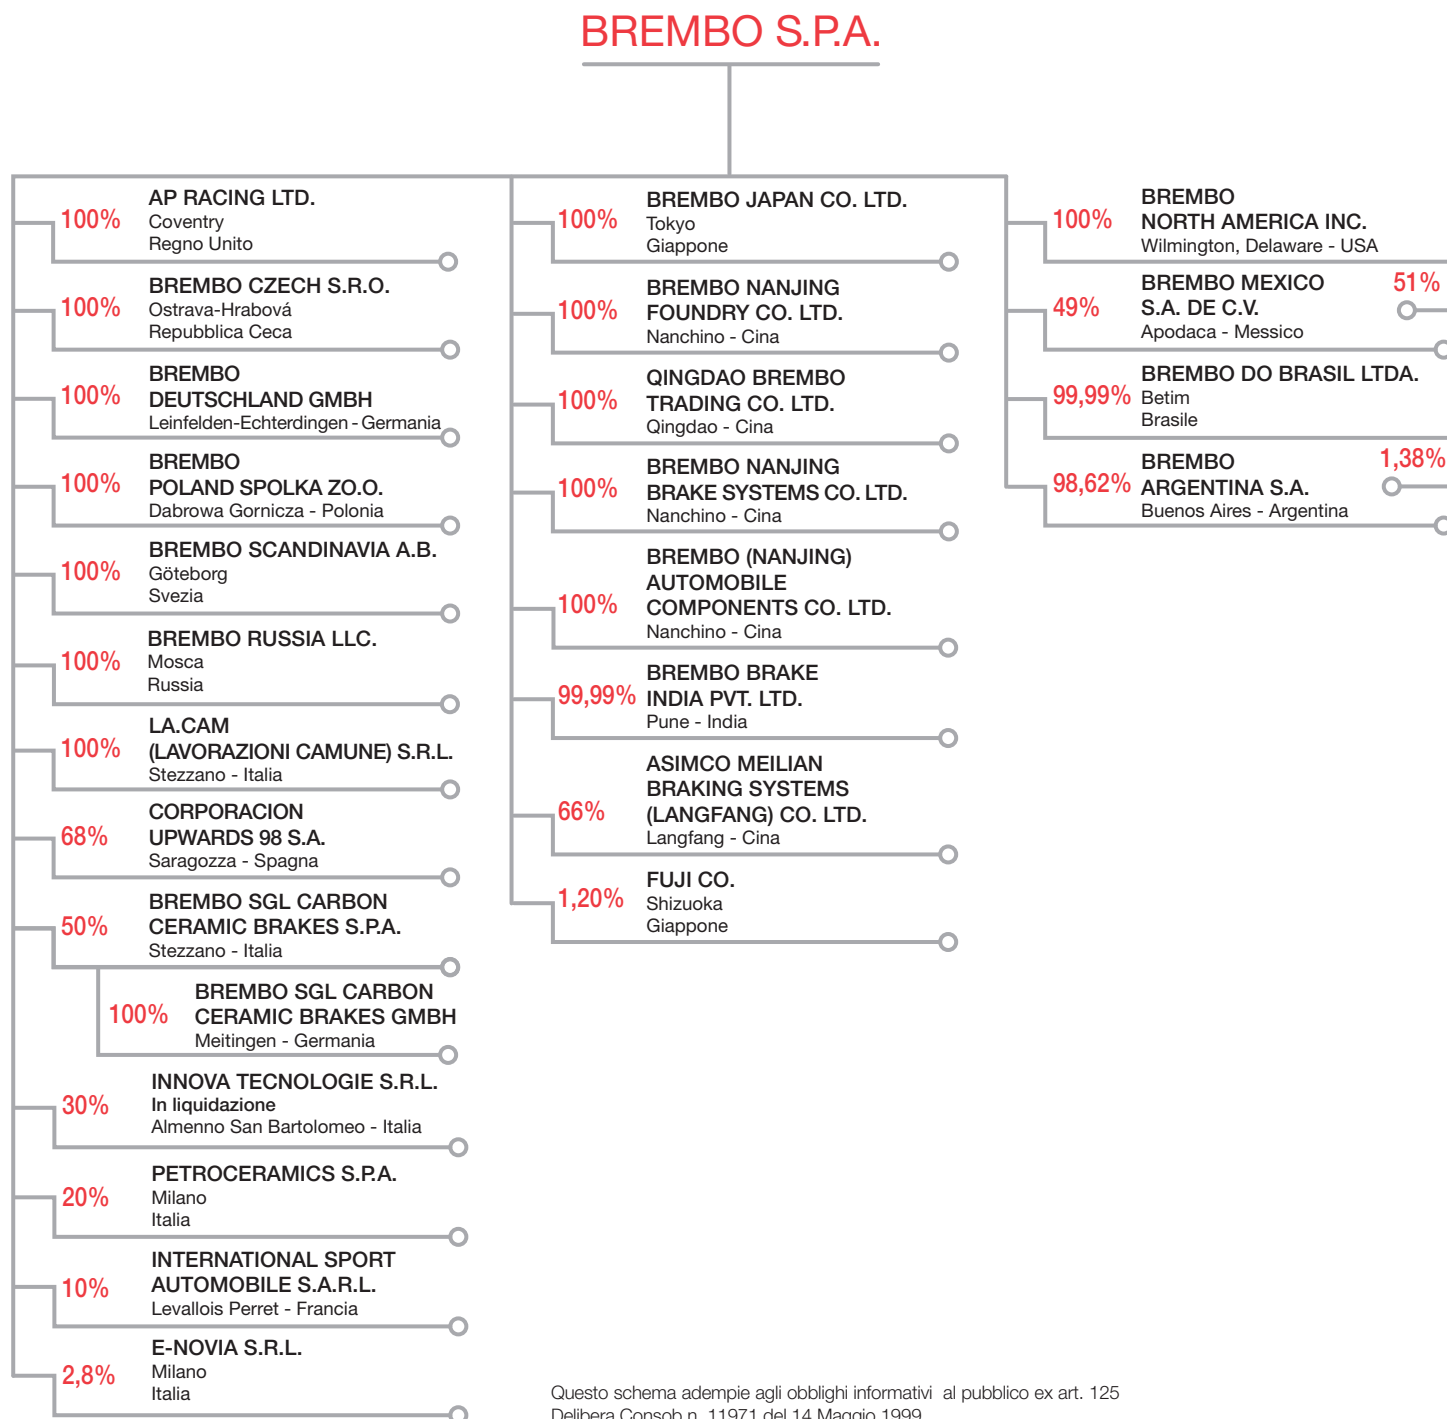 BREMBO S.P.A.
100%
AP RACING LTD.
Coventry
Regno Unito
100%
BREMBO CZECH S.R.O.
Ostrava-Hrabová
Repubblica Ceca
100%
BREMBO
DEUTSCHLAND GMBH
Leinfelden-Echterdingen - Germania
100%
BREMBO
POLAND SPOLKA ZO.O.
Dabrowa Gornicza - Polonia
100%
BREMBO SCANDINAVIA A.B.
Göteborg
Svezia
100%
BREMBO RUSSIA LLC.
Mosca
Russia
100%
LA.CAM
(LAVORAZIONI CAMUNE) S.R.L.
Stezzano - Italia
68%
CORPORACION
UPWARDS 98 S.A.
Saragozza - Spagna
50%
BREMBO SGL CARBON
CERAMIC BRAKES S.P.A.
Stezzano - Italia
100%
BREMBO SGL CARBON
CERAMIC BRAKES GMBH
Meitingen - Germania
30%
INNOVA TECNOLOGIE S.R.L.
In liquidazione
Almenno San Bartolomeo - Italia
20%
PETROCERAMICS S.P.A.
Milano
Italia
10%
INTERNATIONAL SPORT
AUTOMOBILE S.A.R.L.
Levallois Perret - Francia
2,8%
E-NOVIA S.R.L.
Milano
Italia
100%
BREMBO JAPAN CO. LTD.
Tokyo
Giappone
100%
BREMBO NANJING
FOUNDRY CO. LTD.
Nanchino - Cina
100%
QINGDAO BREMBO
TRADING CO. LTD.
Qingdao - Cina
100%
BREMBO NANJING
BRAKE SYSTEMS CO. LTD.
Nanchino - Cina
100%
BREMBO (NANJING)
AUTOMOBILE
COMPONENTS CO. LTD.
Nanchino - Cina
99,99%
BREMBO BRAKE
INDIA PVT. LTD.
Pune - India
66%
ASIMCO MEILIAN
BRAKING SYSTEMS
(LANGFANG) CO. LTD.
Langfang - Cina
1,20%
FUJI CO.
Shizuoka
Giappone
100%
BREMBO
NORTH AMERICA INC.
Wilmington, Delaware - USA
49%
BREMBO MEXICO
S.A. DE C.V.
Apodaca - Messico
51%
99,99%
BREMBO DO BRASIL LTDA.
Betim
Brasile
98,62%
BREMBO
ARGENTINA S.A.
Buenos Aires - Argentina
1,38%
Questo schema adempie agli obblighi informativi al pubblico ex art. 125
Delibera Consob n. 11971 del 14 Maggio 1999